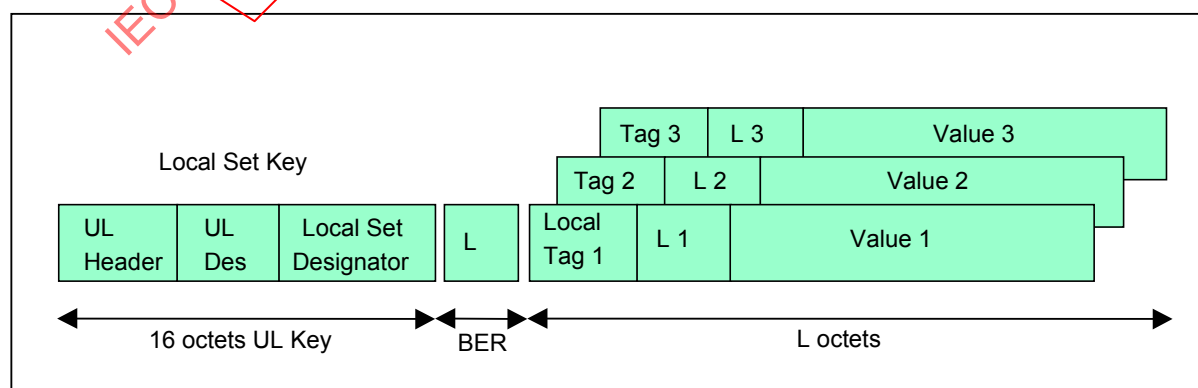 IEC
Tag 3 L 3 Value 3
Local Set Key
Tag 2 L 2 Value 2
UL Header UL Des Local Set Designator L Local Tag 1 L 1 Value 1
16 octets UL Key BER L octets